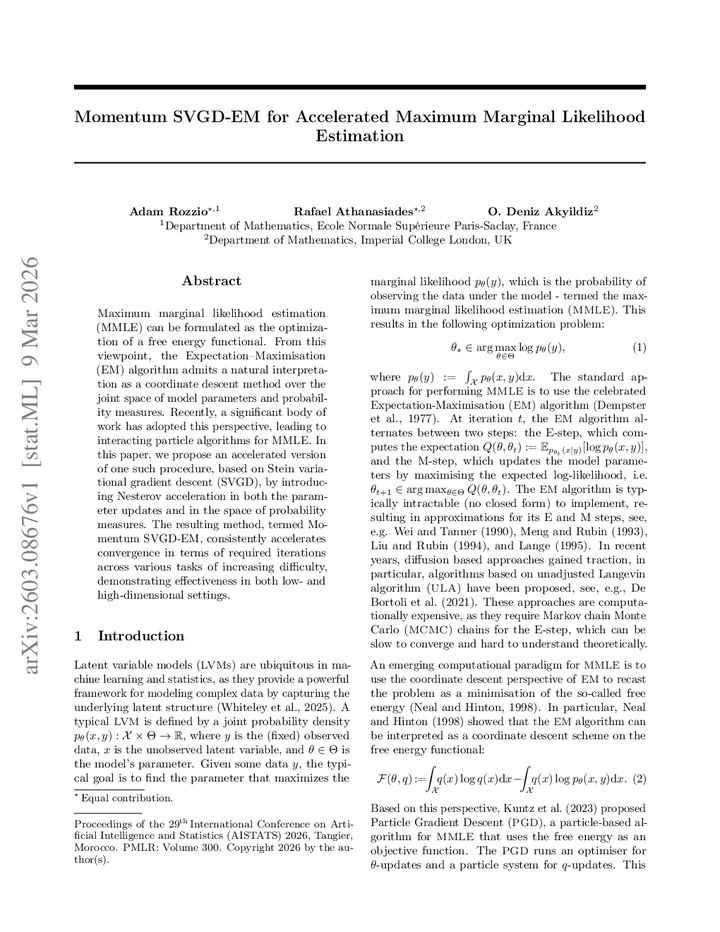 arXiv:2603.08676v1 [stat.ML] 9 Mar 2026
Momentum SVGD-EM for Accelerated Maximum Marginal Likelihood
Estimation
Adam Rozzio⋆,1 Rafael Athanasiades⋆,2 O. Deniz Akyildiz2
1Department of Mathematics, Ecole Normale Supérieure Paris-Saclay, France
2Department of Mathematics, Imperial College London, UK
Abstract
Maximum marginal likelihood estimation
(MMLE) can be formulated as the optimiza-
tion of a free energy functional. From this
viewpoint, the Expectation–Maximisation
(EM) algorithm admits a natural interpreta-
tion as a coordinate descent method over the
joint space of model parameters and probabil-
ity measures. Recently, a significant body of
work has adopted this perspective, leading to
interacting particle algorithms for MMLE. In
this paper, we propose an accelerated version
of one such procedure, based on Stein varia-
tional gradient descent (SVGD), by introduc-
ing Nesterov acceleration in both the param-
eter updates and in the space of probability
measures. The resulting method, termed Mo-
mentum SVGD-EM, consistently accelerates
convergence in terms of required iterations
across various tasks of increasing difficulty,
demonstrating effectiveness in both low- and
high-dimensional settings.
1 Introduction
Latent variable models (LVMs) are ubiquitous in ma-
chine learning and statistics, as they provide a powerful
framework for modeling complex data by capturing the
underlying latent structure (Whiteley et al., 2025). A
typical LVM is defined by a joint probability density
pθ(x, y) : X × Θ → ℝ, where y is the (fixed) observed
data, x is the unobserved latent variable, and θ ∈ Θ is
the model's parameter. Given some data y, the typi-
cal goal is to find the parameter that maximizes the
⋆ Equal contribution.
Proceedings of the 29th International Conference on Arti-
ficial Intelligence and Statistics (AISTATS) 2026, Tangier,
Morocco. PMLR: Volume 300. Copyright 2026 by the au-
thor(s).
marginal likelihood pθ(y), which is the probability of
observing the data under the model - termed the max-
imum marginal likelihood estimation (MMLE). This
results in the following optimization problem:
θ⋆ ∈ arg max θ∈Θ log pθ(y), (1)
where pθ(y) := ∫X pθ(x, y)dx. The standard ap-
proach for performing MMLE is to use the celebrated
Expectation-Maximisation (EM) algorithm (Dempster
et al., 1977). At iteration t, the EM algorithm al-
ternates between two steps: the E-step, which com-
putes the expectation Q(θ, θt) := 𝔼pθt(x|y)[log pθ(x, y)],
and the M-step, which updates the model parame-
ters by maximising the expected log-likelihood, i.e.
θt+1 ∈ arg maxθ∈Θ Q(θ, θt). The EM algorithm is typ-
ically intractable (no closed form) to implement, re-
sulting in approximations for its E and M steps, see,
e.g. Wei and Tanner (1990), Meng and Rubin (1993),
Liu and Rubin (1994), and Lange (1995). In recent
years, diffusion based approaches gained traction, in
particular, algorithms based on unadjusted Langevin
algorithm (ULA) have been proposed, see, e.g., De
Bortoli et al. (2021). These approaches are computa-
tionally expensive, as they require Markov chain Monte
Carlo (MCMC) chains for the E-step, which can be
slow to converge and hard to understand theoretically.
An emerging computational paradigm for MMLE is to
use the coordinate descent perspective of EM to recast
the problem as a minimisation of the so-called free
energy (Neal and Hinton, 1998). In particular, Neal
and Hinton (1998) showed that the EM algorithm can
be interpreted as a coordinate descent scheme on the
free energy functional:
F(θ, q) := ∫X q(x) log q(x)dx − ∫X q(x) log pθ(x, y)dx. (2)
Based on this perspective, Kuntz et al. (2023) proposed
Particle Gradient Descent (PGD), a particle-based al-
gorithm for MMLE that uses the free energy as an
objective function. The PGD runs an optimiser for
θ-updates and a particle system for q-updates. This